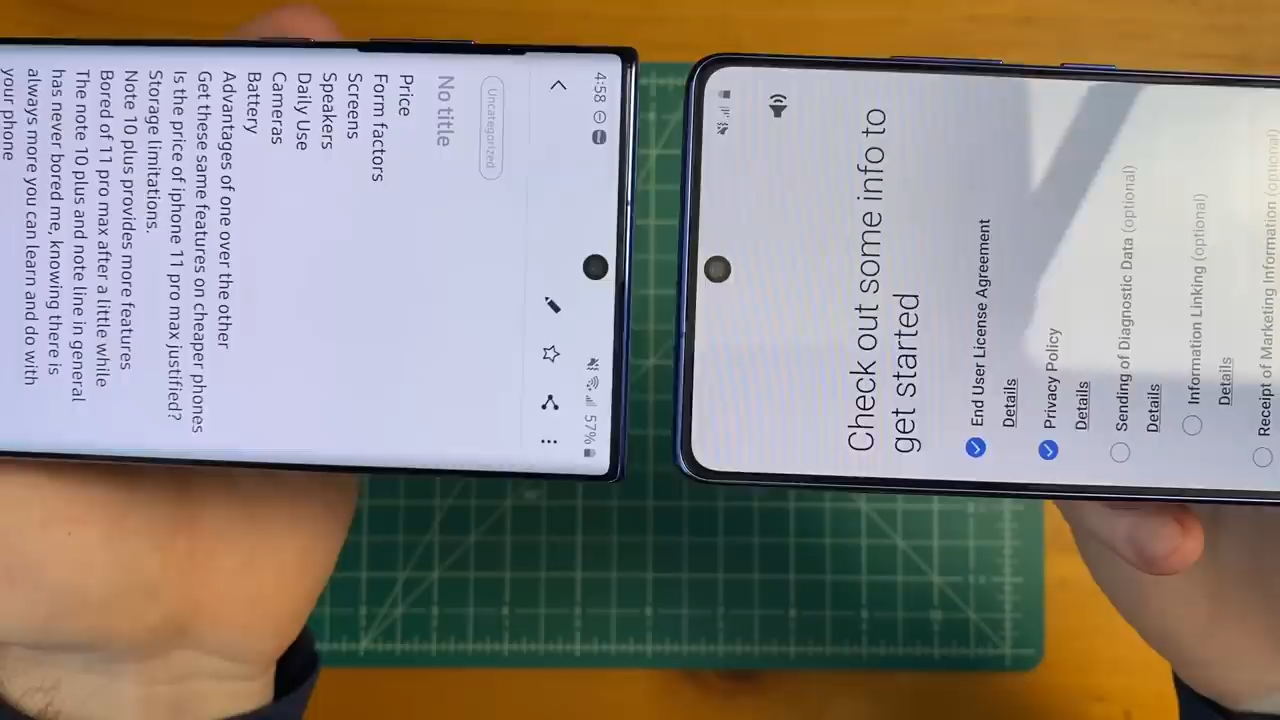 4:58
57%
Uncategorized
No title
Price
Form factors
Screens
Speakers
Daily Use
Cameras
Battery
Advantages of one over the other
Get these same features on cheaper phones
Is the price of iphone 11 pro max justified?
Storage limitations.
Note 10 plus provides more features
Bored of 11 pro max after a little while
The note 10 plus and note line in general
has never bored me, knowing there is
always more you can learn and do with
your phone
Check out some info to
get started
End User License Agreement
Details
Privacy Policy
Details
Sending of Diagnostic Data (optional)
Details
Information Linking (optional)
Details
Receipt of Marketing Information (optional)